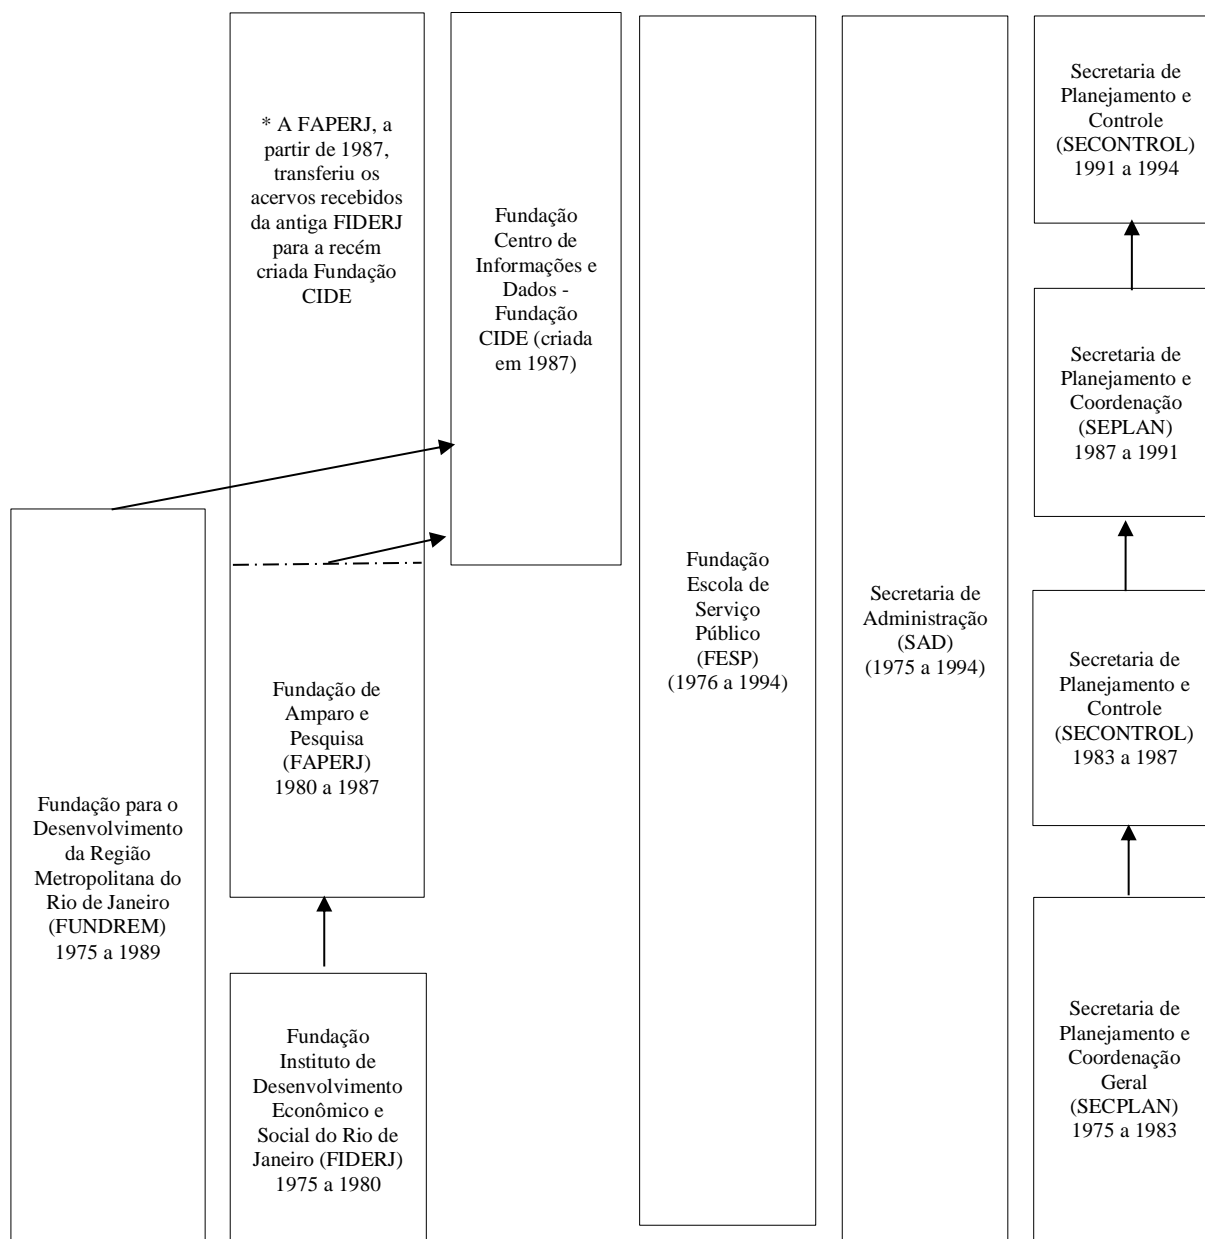 * A FAPERJ, a
partir de 1987,
transferiu os
acervos recebidos
da antiga FIDERJ
para a recém
criada Fundação
CIDE
Fundação
Centro de
Informações e
Dados -
Fundação
CIDE (criada
em 1987)
Secretaria de
Planejamento e
Controle
(SECONTROL)
1991 a 1994
Secretaria de
Planejamento e
Coordenação
(SEPLAN)
1987 a 1991
Fundação
Escola de
Serviço
Público
(FESP)
(1976 a 1994)
Secretaria de
Administração
(SAD)
(1975 a 1994)
Secretaria de
Planejamento e
Controle
(SECONTROL)
1983 a 1987
Fundação de
Amparo e
Pesquisa
(FAPERJ)
1980 a 1987
Fundação para o
Desenvolvimento
da Região
Metropolitana do
Rio de Janeiro
(FUNDREM)
1975 a 1989
Fundação
Instituto de
Desenvolvimento
Econômico e
Social do Rio de
Janeiro (FIDERJ)
1975 a 1980
Secretaria de
Planejamento e
Coordenação
Geral
(SECPLAN)
1975 a 1983